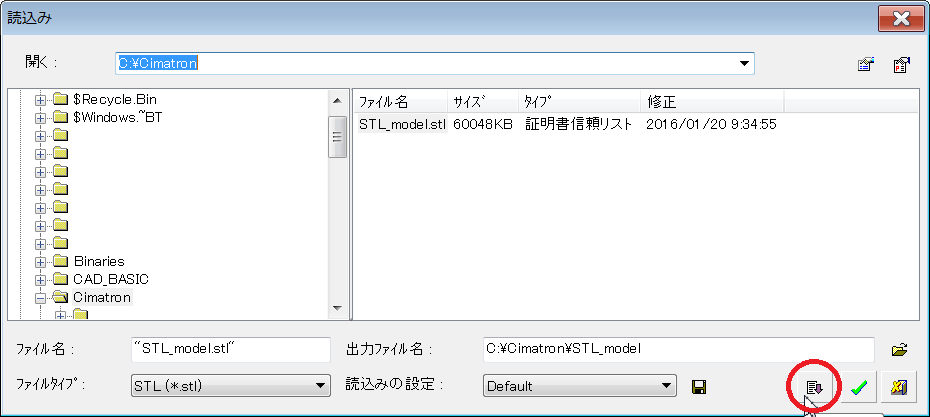 読込み
開く :
C:¥Cimatron
$Recycle.Bin
$Windows.~BT
Binaries
CAD_BASIC
Cimatron
ファイル名 サイズ タイプ 修正
STL_model.stl 60048KB 証明書信頼リスト 2016/01/20 9:34:55
ファイル名 : "STL_model.stl" 出力ファイル名 : C:¥Cimatron¥STL_model
ファイルタイプ : STL (*.stl) 読込みの設定 : Default